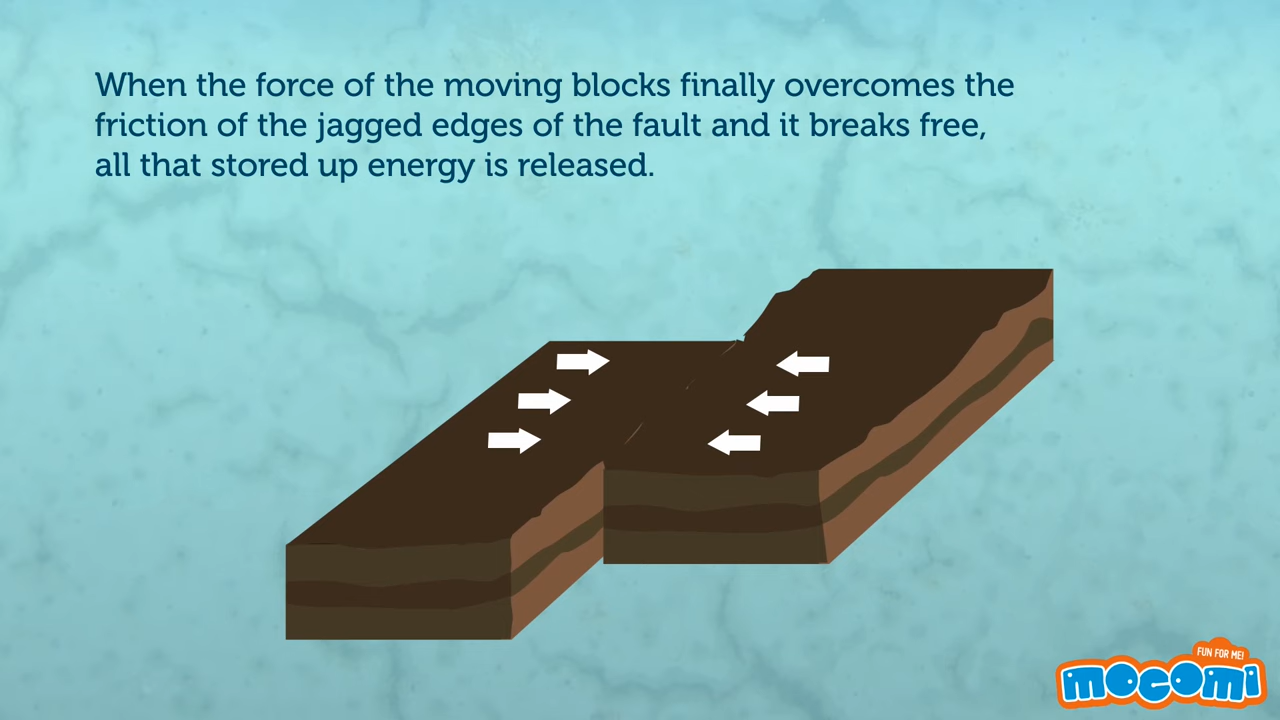 When the force of the moving blocks finally overcomes the
friction of the jagged edges of the fault and it breaks free,
all that stored up energy is released.
FUN FOR ME!
mocomi